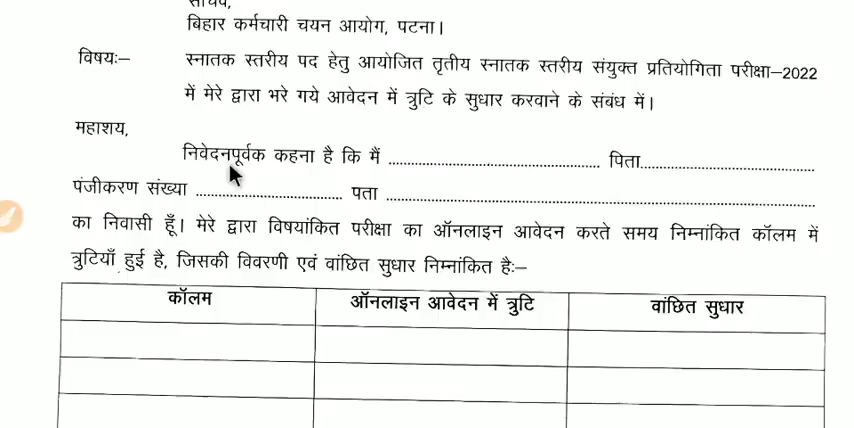 सचिव,
बिहार कर्मचारी चयन आयोग, पटना।
विषयः– स्नातक स्तरीय पद हेतु आयोजित तृतीय स्नातक स्तरीय संयुक्त प्रतियोगिता परीक्षा–2022
में मेरे द्वारा भरे गये आवेदन में त्रुटि के सुधार करवाने के संबंध में।
महाशय,
निवेदनपूर्वक कहना है कि मैं ........................................................ पिता..............................................
पंजीकरण संख्या ...................................... पता ....................................................................................................................
का निवासी हूँ। मेरे द्वारा विषयांकित परीक्षा का ऑनलाइन आवेदन करते समय निम्नांकित कॉलम में
त्रुटियाँ हुई है, जिसकी विवरणी एवं वांछित सुधार निम्नांकित हैः–
कॉलम ऑनलाइन आवेदन में त्रुटि वांछित सुधार